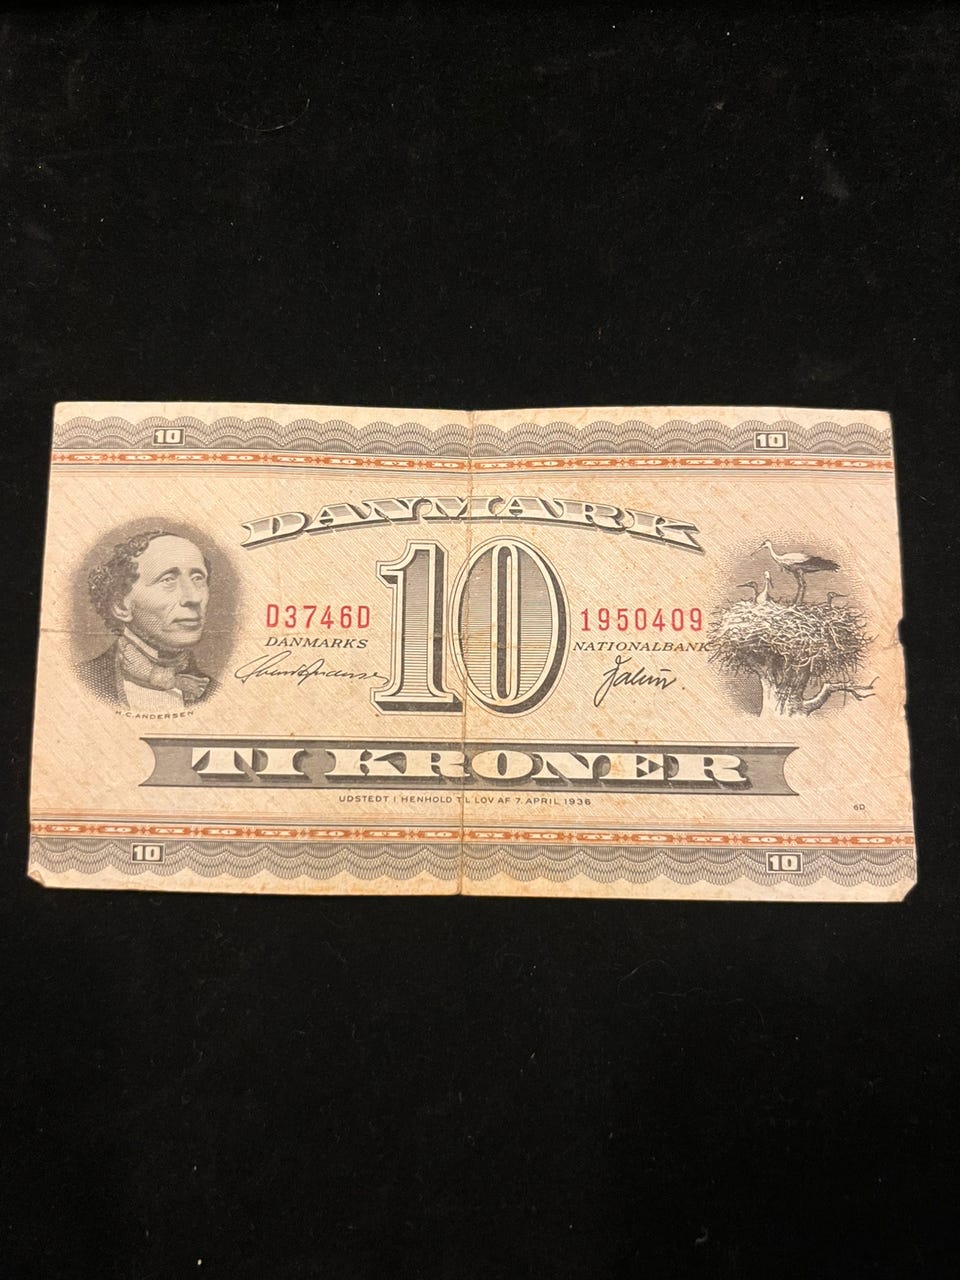 10 10
DANMARK
10
D3746D 1950409
DANMARKS NATIONALBANK
H.C.ANDERSEN
TI KRONER
UDSTEDT I HENHOLD TIL LOV AF 7. APRIL 1936
6D
10 10